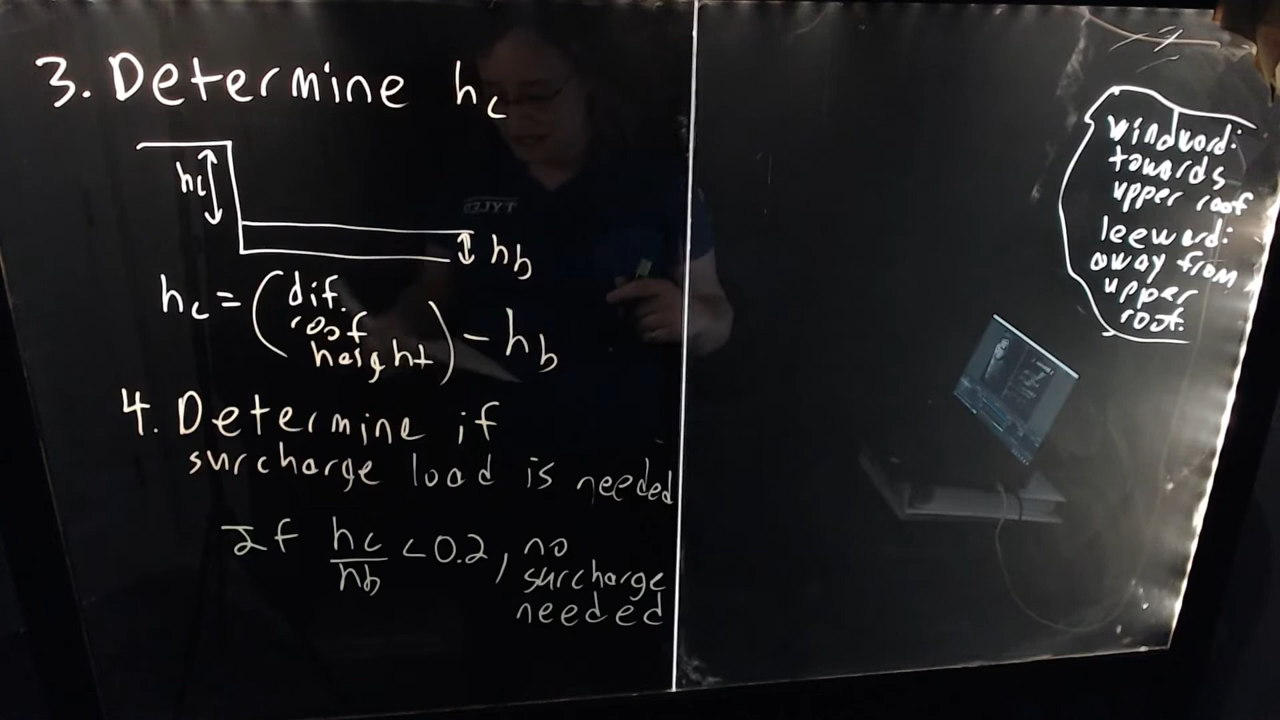 3. Determine hc
hc
hb
hc = (dif. roof height) - hb
4. Determine if
surcharge load is needed
If hc/hb < 0.2, no
surcharge
needed
windward:
towards
upper roof
leeward:
away from
upper
roof.